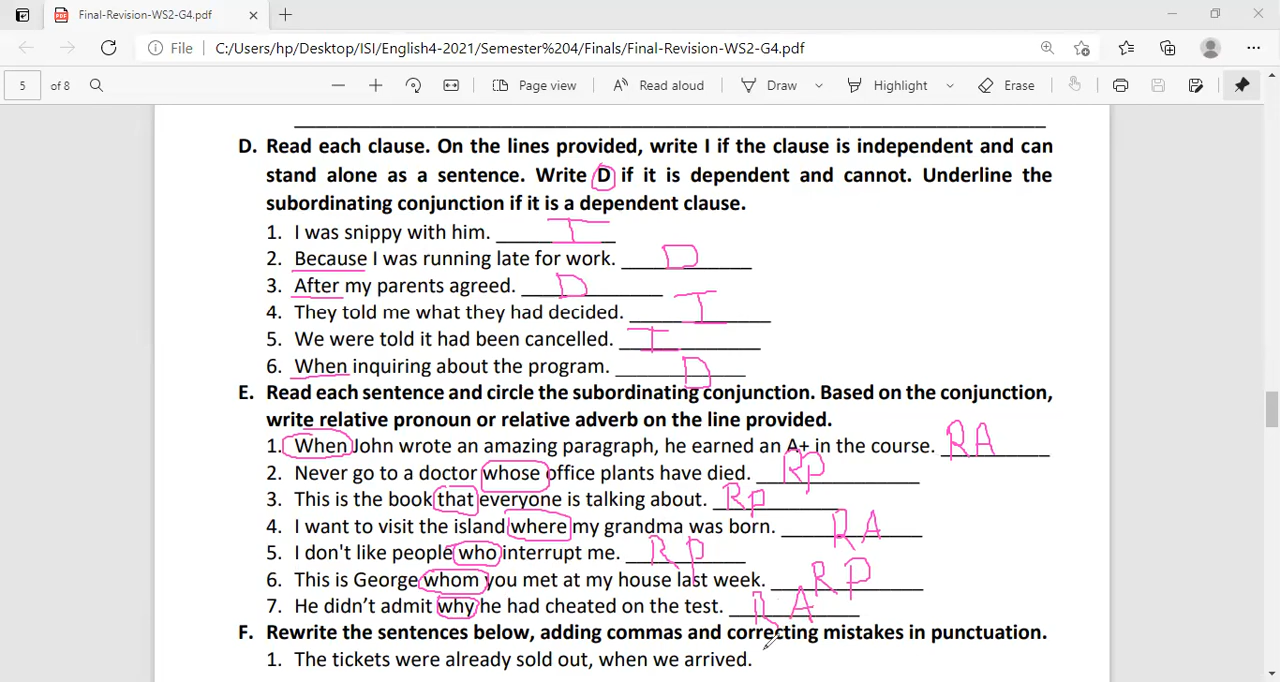 Final-Revision-WS2-G4.pdf
File | C:/Users/hp/Desktop/ISI/English4-2021/Semester%204/Finals/Final-Revision-WS2-G4.pdf
5 of 8 Page view Read aloud Draw Highlight Erase
D. Read each clause. On the lines provided, write I if the clause is independent and can
stand alone as a sentence. Write D if it is dependent and cannot. Underline the
subordinating conjunction if it is a dependent clause.
1. I was snippy with him. I
2. Because I was running late for work. D
3. After my parents agreed. D
4. They told me what they had decided. I
5. We were told it had been cancelled. I
6. When inquiring about the program. D
E. Read each sentence and circle the subordinating conjunction. Based on the conjunction,
write relative pronoun or relative adverb on the line provided.
1. When John wrote an amazing paragraph, he earned an A+ in the course. RA
2. Never go to a doctor whose office plants have died. Rp
3. This is the book that everyone is talking about. Rp
4. I want to visit the island where my grandma was born. RA
5. I don't like people who interrupt me. Rp
6. This is George whom you met at my house last week. RP
7. He didn’t admit why he had cheated on the test. RA
F. Rewrite the sentences below, adding commas and correcting mistakes in punctuation.
1. The tickets were already sold out, when we arrived.